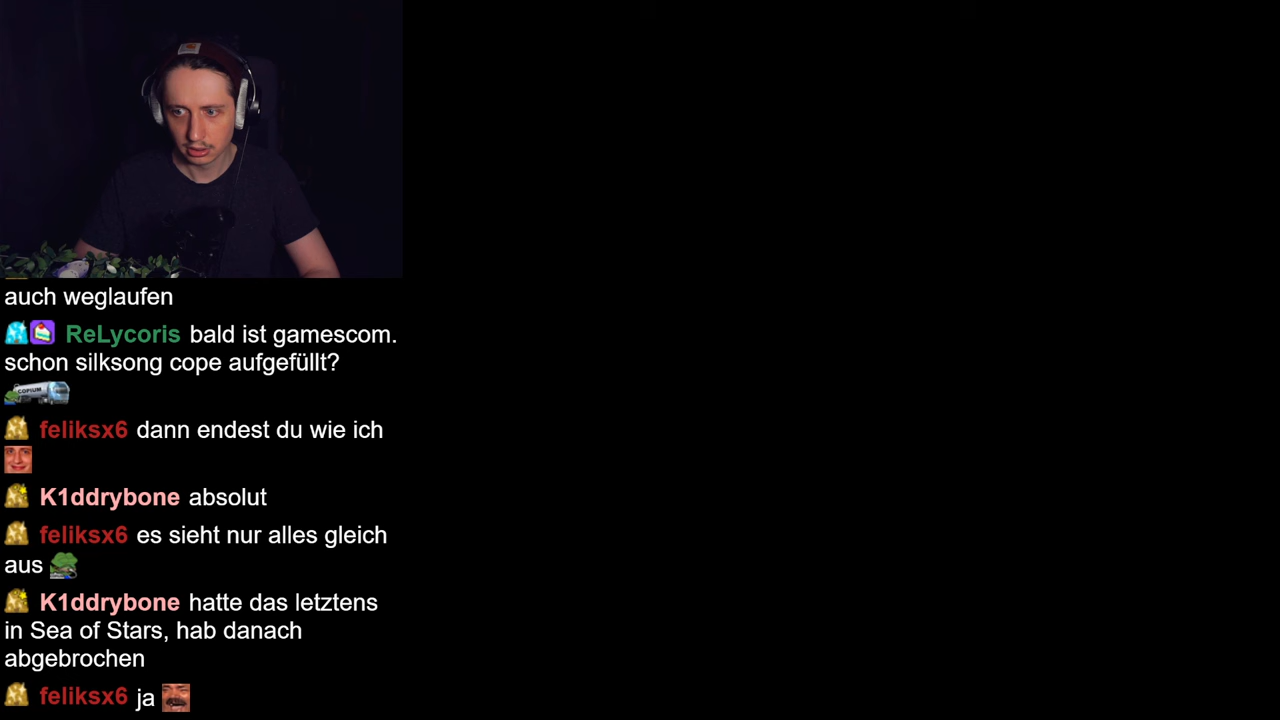 auch weglaufen
ReLycoris bald ist gamescom.
schon silksong cope aufgefüllt?
COPIUM
feliksx6 dann endest du wie ich
K1ddrybone absolut
feliksx6 es sieht nur alles gleich
aus
K1ddrybone hatte das letztens
in Sea of Stars, hab danach
abgebrochen
feliksx6 ja